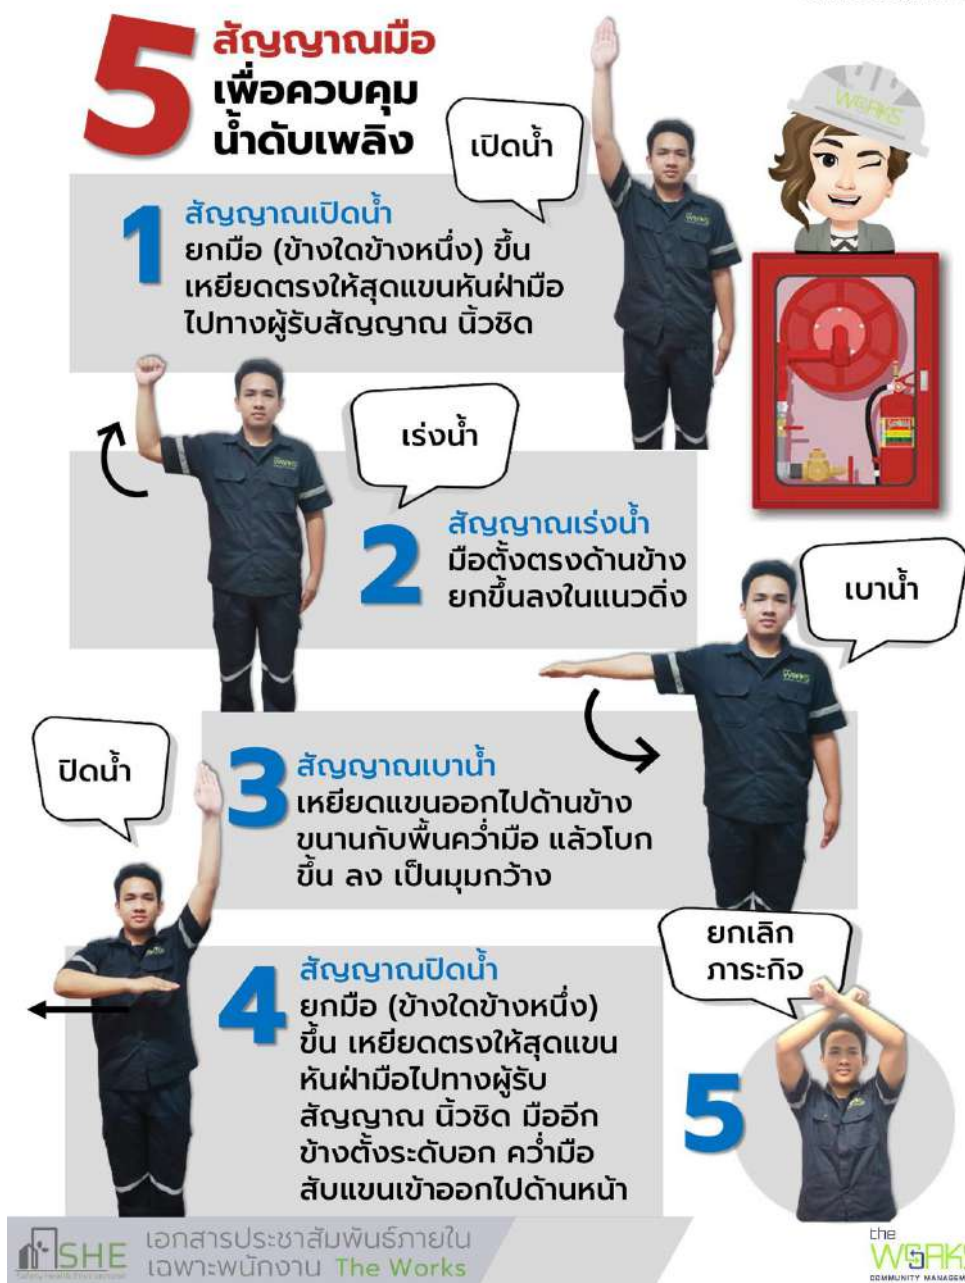 5 สัญญาณมือ
เพื่อควบคุม
น้ำดับเพลิง
เปิดน้ำ
WORKS
1 สัญญาณเปิดน้ำ
ยกมือ (ข้างใดข้างหนึ่ง) ขึ้น
เหยียดตรงให้สุดแขนหันฝ่ามือ
ไปทางผู้รับสัญญาณ นิ้วชิด
เร่งน้ำ
2 สัญญาณเร่งน้ำ
มือตั้งตรงด้านข้าง
ยกขึ้นลงในแนวดิ่ง
เบาน้ำ
3 สัญญาณเบาน้ำ
เหยียดแขนออกไปด้านข้าง
ขนานกับพื้นคว่ำมือ แล้วโบก
ขึ้น ลง เป็นมุมกว้าง
ปิดน้ำ
4 สัญญาณปิดน้ำ
ยกมือ (ข้างใดข้างหนึ่ง)
ขึ้น เหยียดตรงให้สุดแขน
หันฝ่ามือไปทางผู้รับ
สัญญาณ นิ้วชิด มืออีก
ข้างตั้งระดับอก คว่ำมือ
สับแขนเข้าออกไปด้านหน้า
ยกเลิก
ภาระกิจ
5
SHE
เอกสารประชาสัมพันธ์ภายใน
เฉพาะพนักงาน The Works
the
WORKS